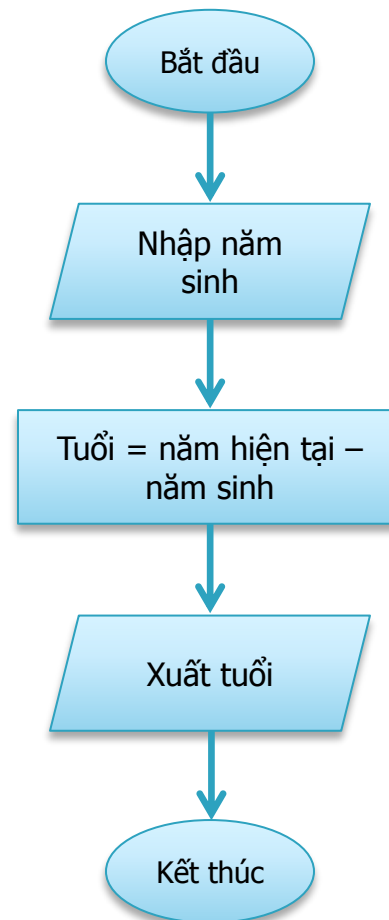 Bắt đầu
Nhập năm
sinh
Tuổi = năm hiện tại –
năm sinh
Xuất tuổi
Kết thúc